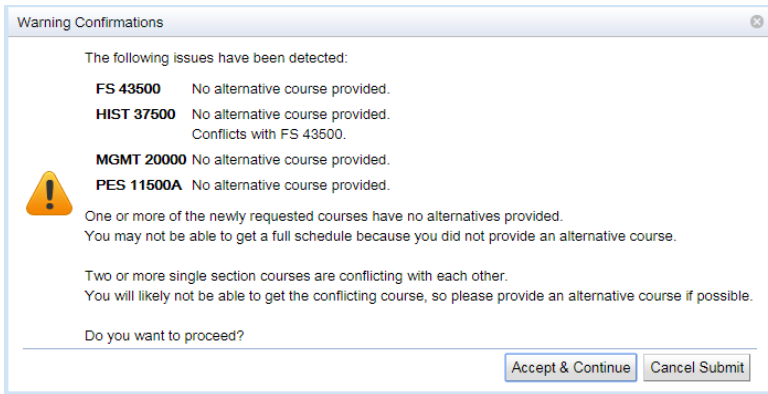 Warning Confirmations
The following issues have been detected:
FS 43500 No alternative course provided.
HIST 37500 No alternative course provided.
Conflicts with FS 43500.
MGMT 20000 No alternative course provided.
PES 11500A No alternative course provided.
One or more of the newly requested courses have no alternatives provided.
You may not be able to get a full schedule because you did not provide an alternative course.
Two or more single section courses are conflicting with each other.
You will likely not be able to get the conflicting course, so please provide an alternative course if possible.
Do you want to proceed?
Accept & Continue Cancel Submit